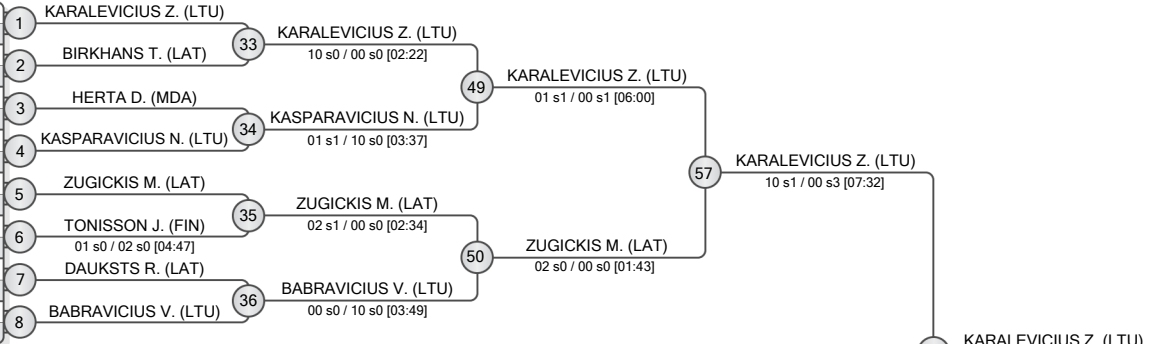 1 KARALEVICIUS Z. (LTU)
33 KARALEVICIUS Z. (LTU)
10 s0 / 00 s0 [02:22]
2 BIRKHANS T. (LAT)
49 KARALEVICIUS Z. (LTU)
01 s1 / 00 s1 [06:00]
3 HERTA D. (MDA)
34 KASPARAVICIUS N. (LTU)
01 s1 / 10 s0 [03:37]
4 KASPARAVICIUS N. (LTU)
57 KARALEVICIUS Z. (LTU)
10 s1 / 00 s3 [07:32]
5 ZUGICKIS M. (LAT)
35 ZUGICKIS M. (LAT)
02 s1 / 00 s0 [02:34]
6 TONISSON J. (FIN)
01 s0 / 02 s0 [04:47]
50 ZUGICKIS M. (LAT)
02 s0 / 00 s0 [01:43]
7 DAUKSTS R. (LAT)
36 BABRAVICIUS V. (LTU)
00 s0 / 10 s0 [03:49]
8 BABRAVICIUS V. (LTU)
KARALEVICIUS Z. (LTU)